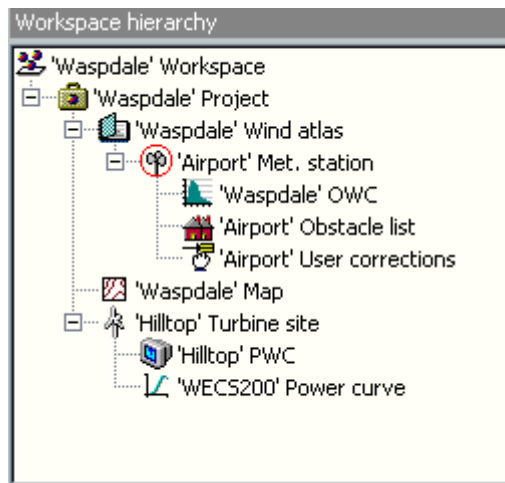 Workspace hierarchy
'Waspdale' Workspace
'Waspdale' Project
'Waspdale' Wind atlas
'Airport' Met. station
'Waspdale' OWC
'Airport' Obstacle list
'Airport' User corrections
'Waspdale' Map
'Hilltop' Turbine site
'Hilltop' PWC
'WECS200' Power curve